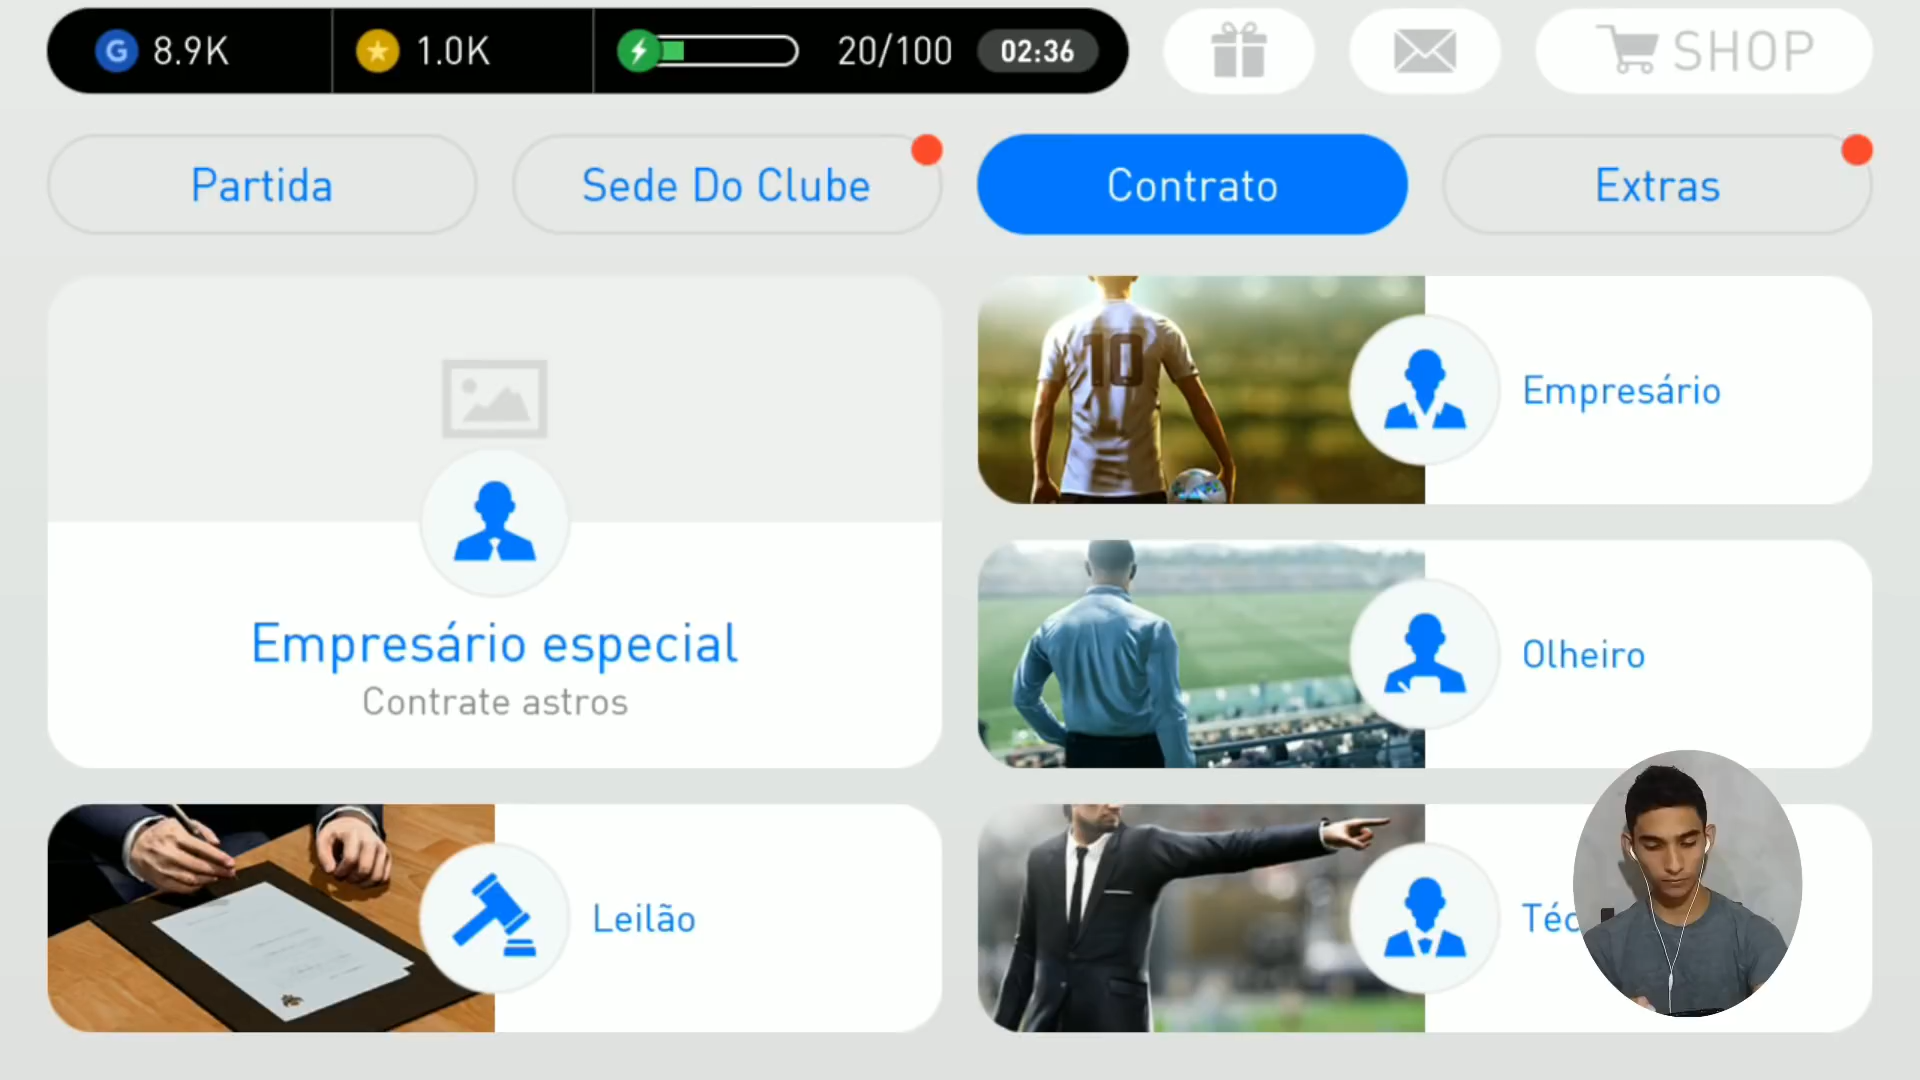 G 8.9K 1.0K 20/100 02:36 SHOP
Partida Sede Do Clube Contrato Extras
10
Empresário
Empresário especial
Contrate astros
Olheiro
Leilão